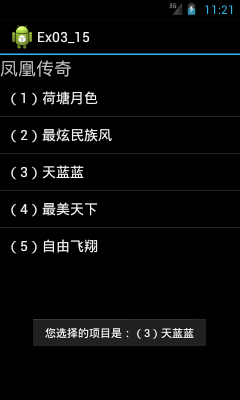 3G 11:21
Ex03_15
凤凰传奇
（1）荷塘月色
（2）最炫民族风
（3）天蓝蓝
（4）最美天下
（5）自由飞翔
您选择的项目是：（3）天蓝蓝